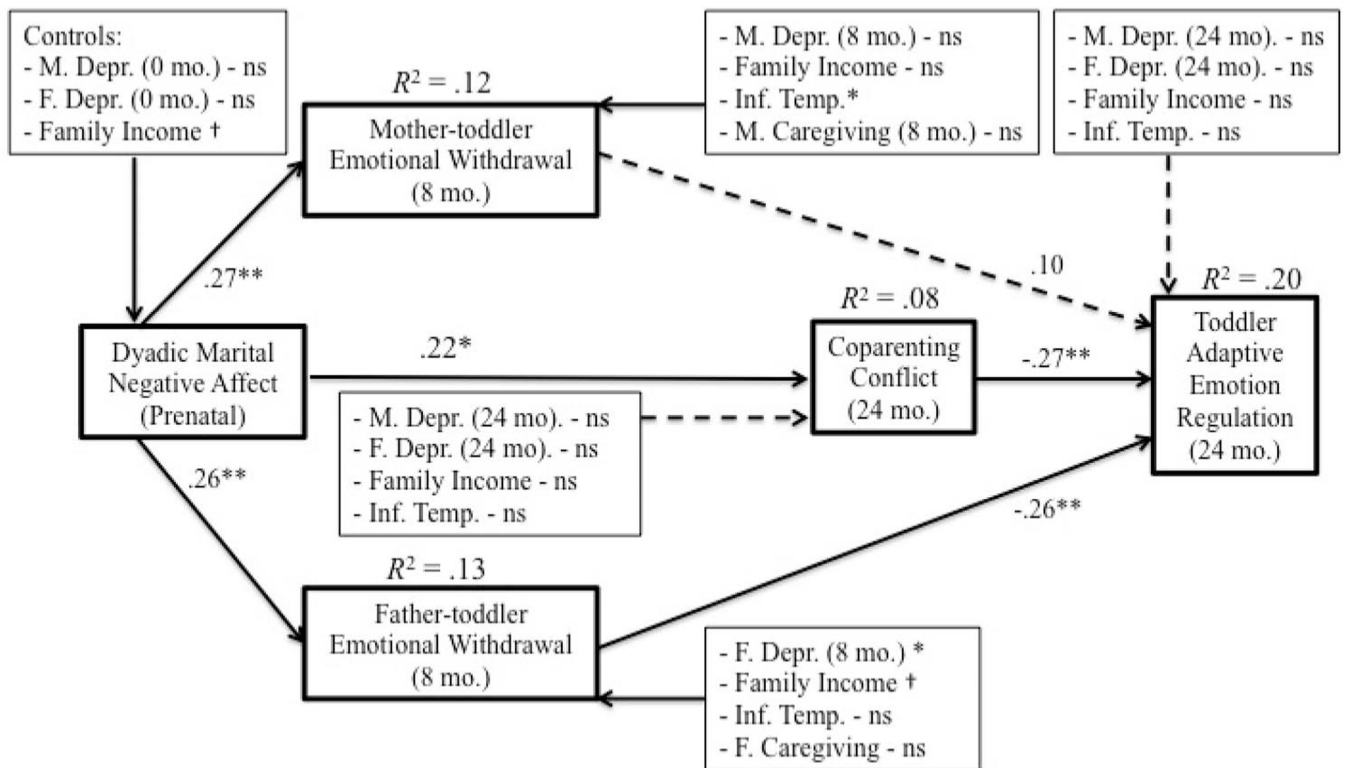 Controls:
- M. Depr. (0 mo.) - ns
- F. Depr. (0 mo.) - ns
- Family Income †
R² = .12
Mother-toddler
Emotional Withdrawal
(8 mo.)
- M. Depr. (8 mo.) - ns
- Family Income - ns
- Inf. Temp.*
- M. Caregiving (8 mo.) - ns
- M. Depr. (24 mo). - ns
- F. Depr. (24 mo). - ns
- Family Income - ns
- Inf. Temp. - ns
.27**
.10
Dyadic Marital
Negative Affect
(Prenatal)
.22*
R² = .08
Coparenting
Conflict
(24 mo.)
-.27**
R² = .20
Toddler
Adaptive
Emotion
Regulation
(24 mo.)
- M. Depr. (24 mo). - ns
- F. Depr. (24 mo). - ns
- Family Income - ns
- Inf. Temp. - ns
.26**
-.26**
R² = .13
Father-toddler
Emotional Withdrawal
(8 mo.)
- F. Depr. (8 mo.) *
- Family Income †
- Inf. Temp. - ns
- F. Caregiving - ns